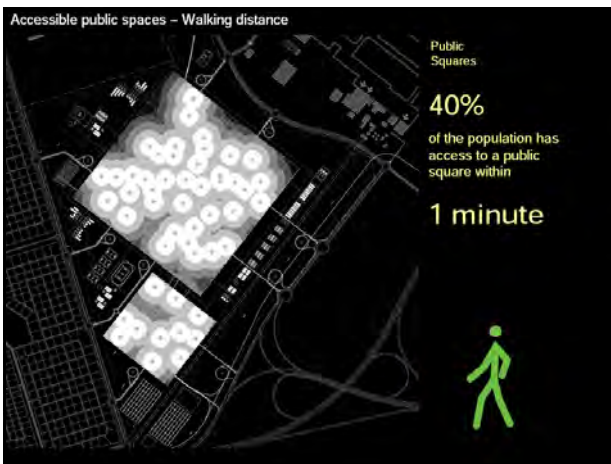 Accessible public spaces – Walking distance
Public
Squares
40%
of the population has
access to a public
square within
1 minute